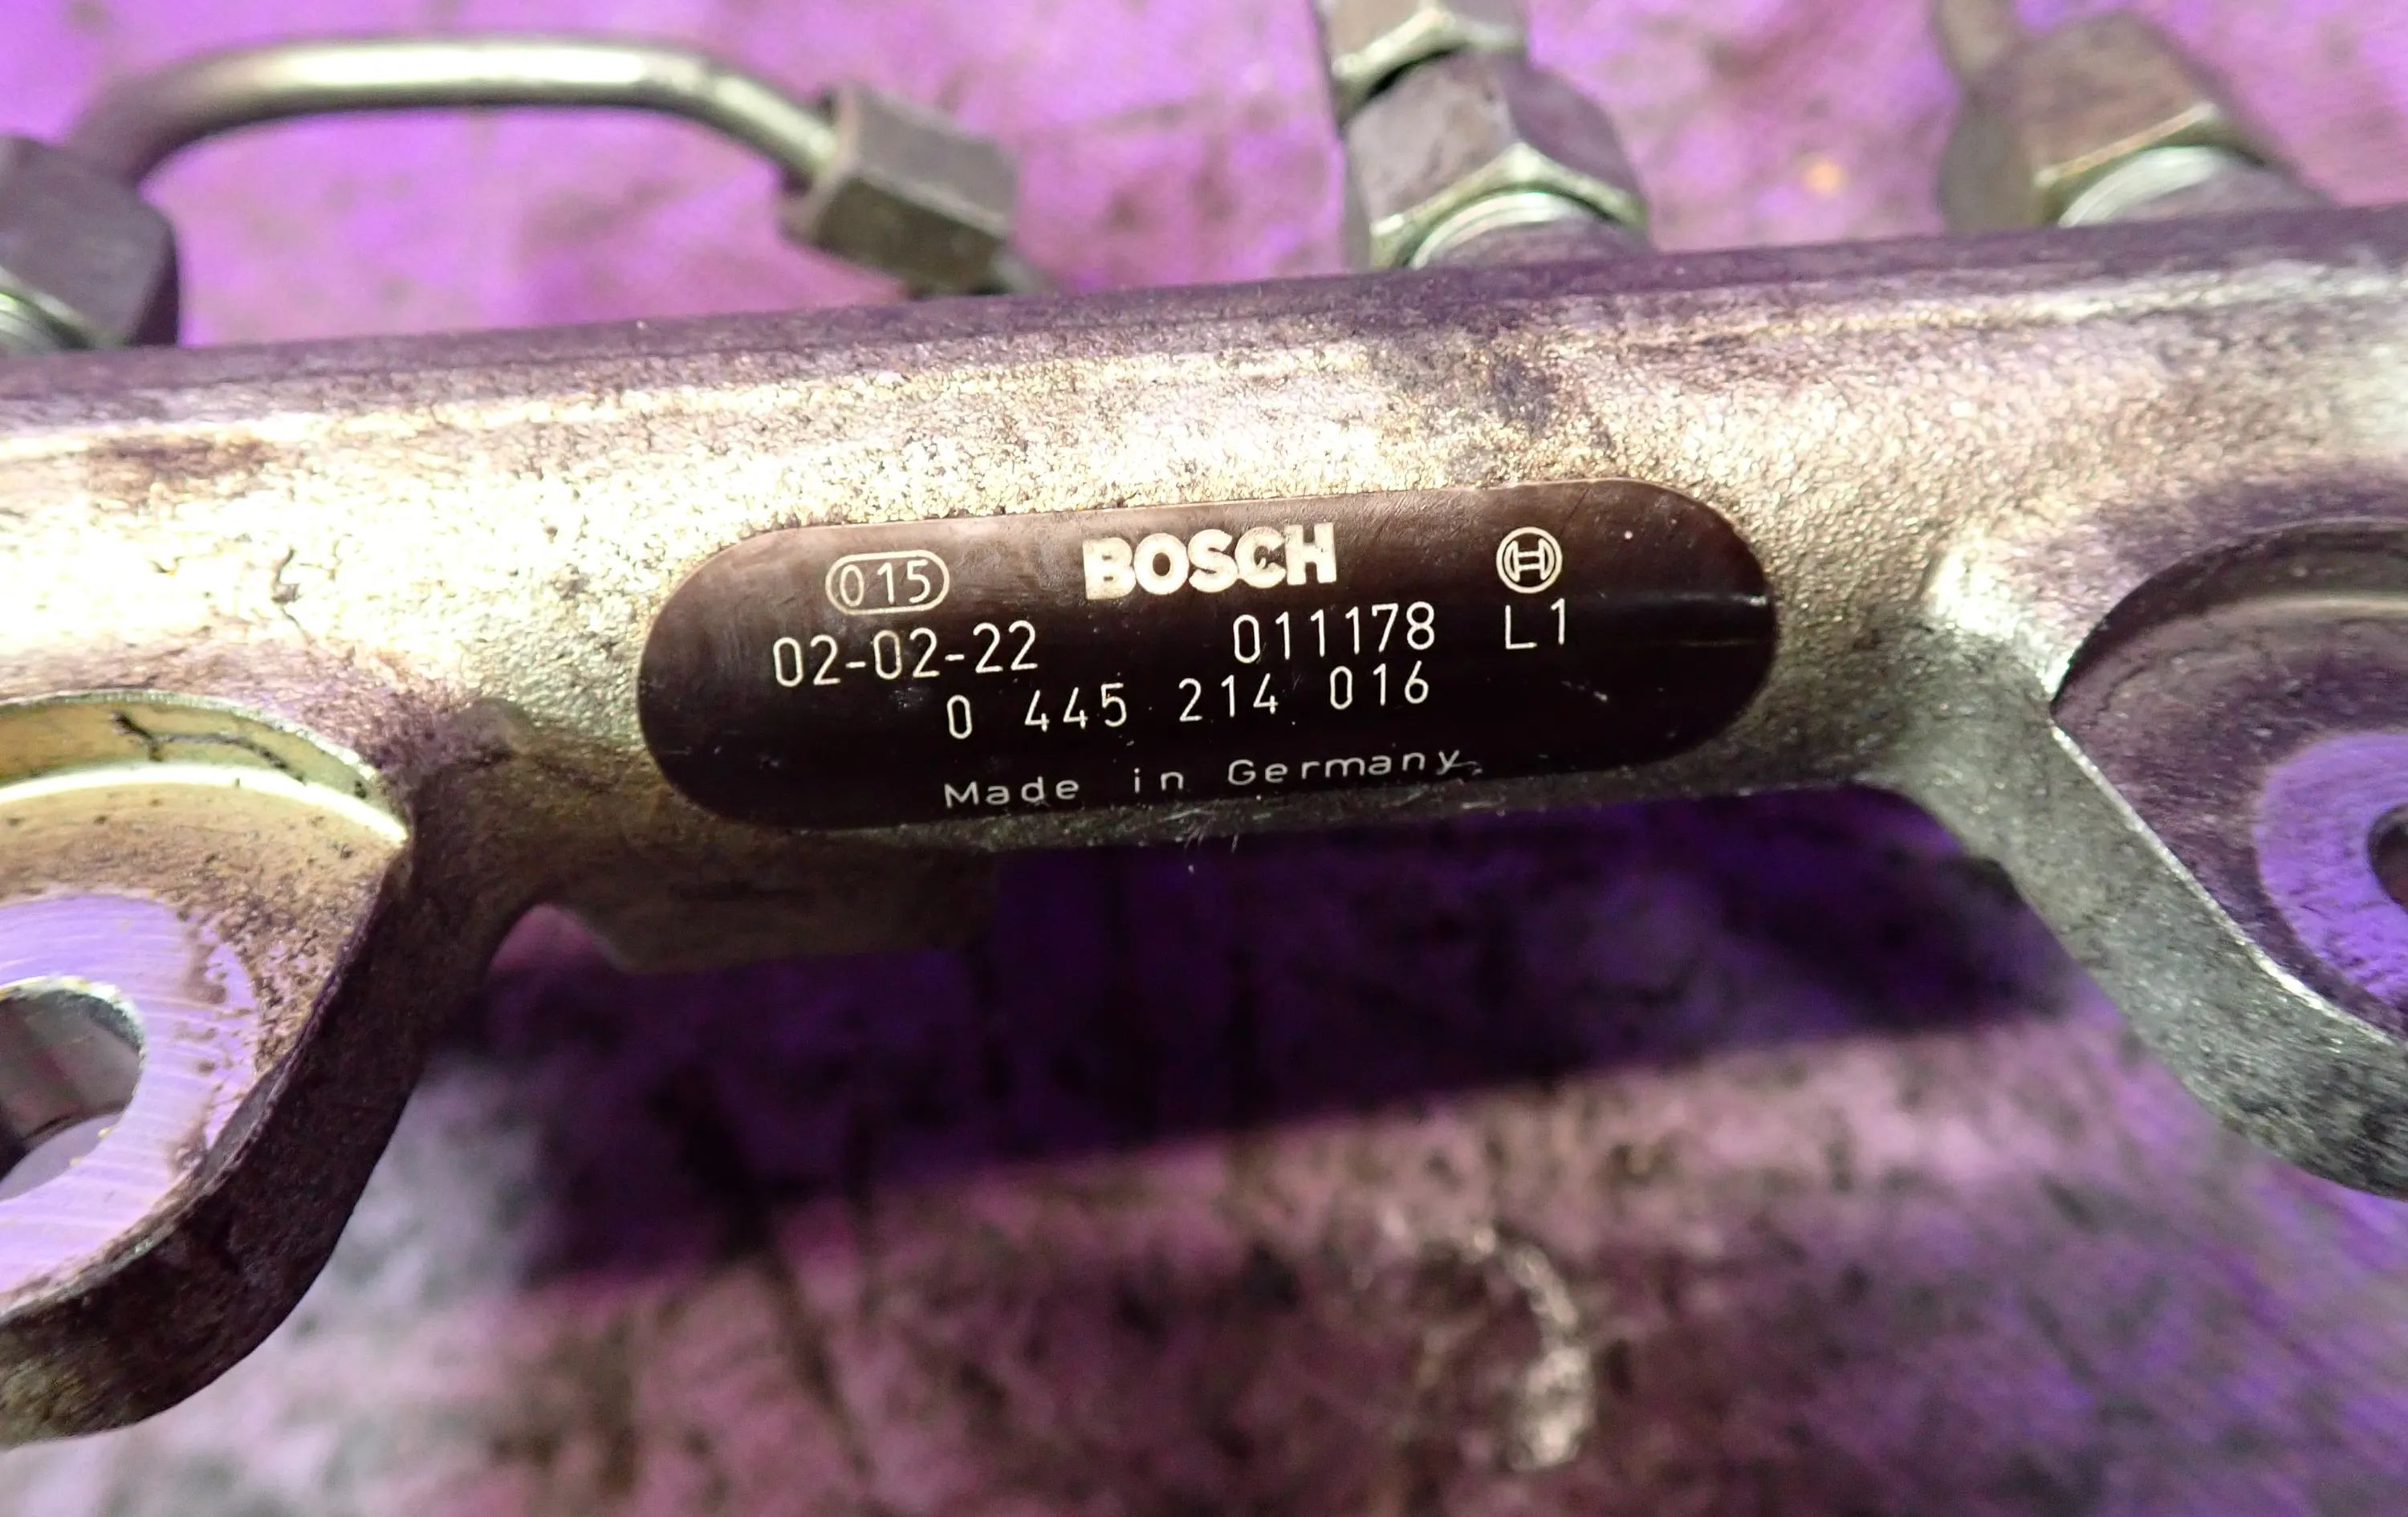 015 BOSCH
02-02-22 011178 L1
0 445 214 016
Made in Germany